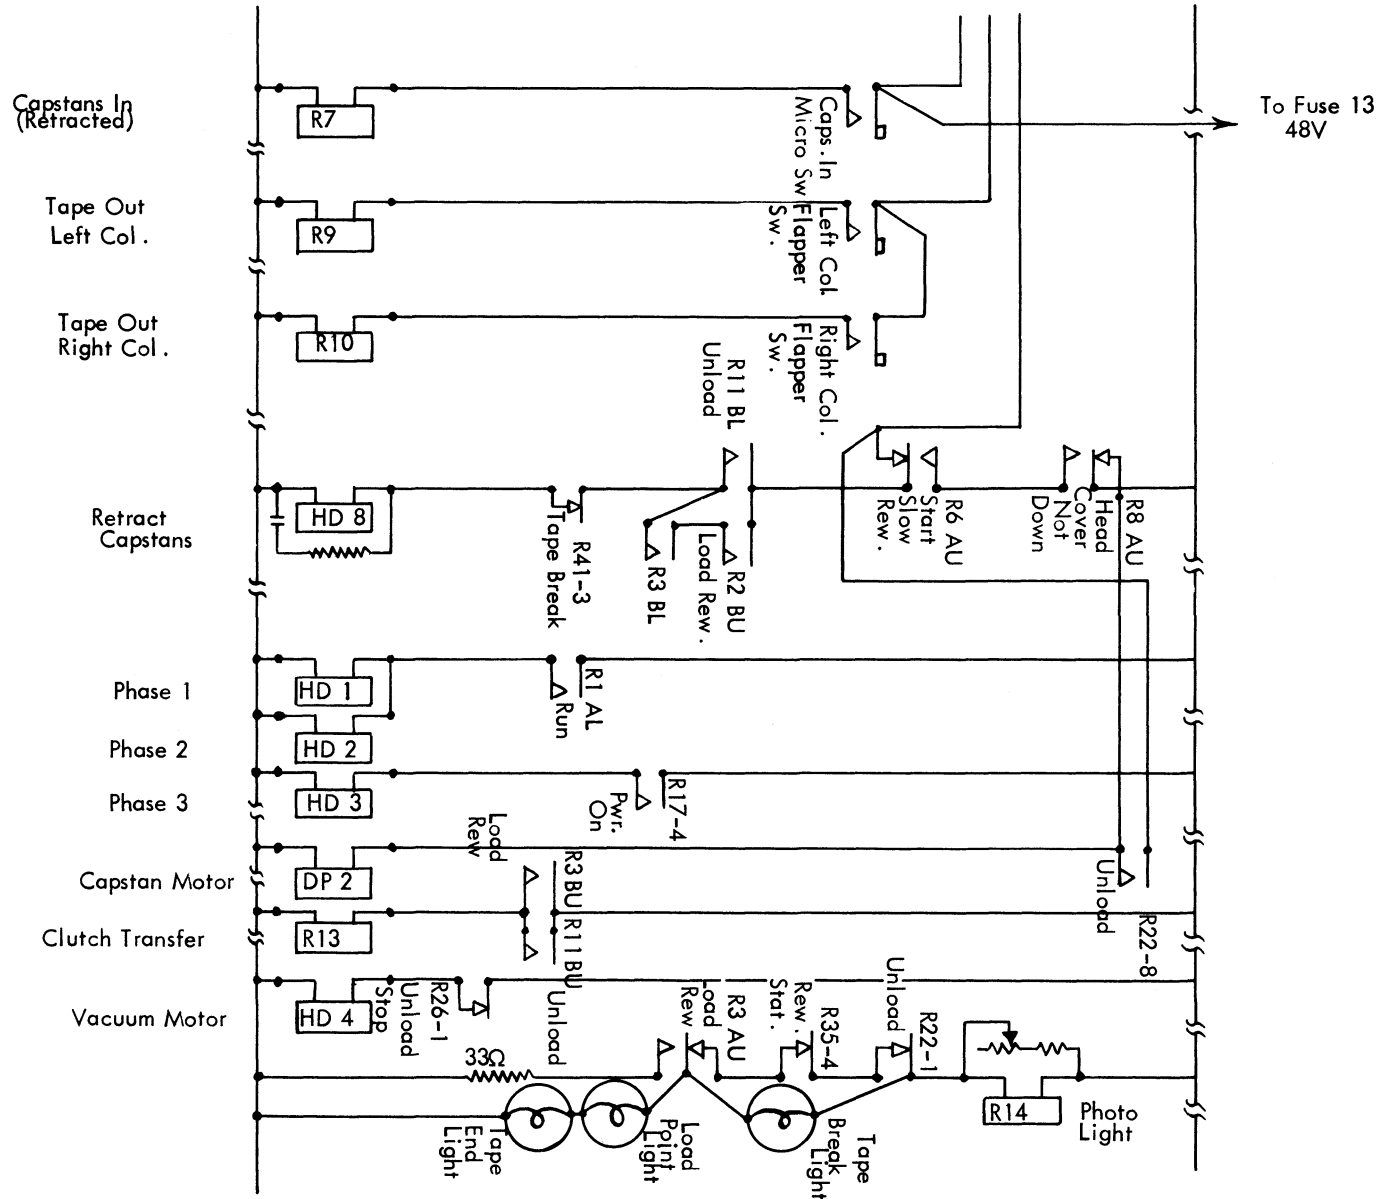 Capstans In
(Retracted)
R7
Caps. In
Micro Sw
To Fuse 13
48V
Tape Out
Left Col.
R9
Left Col.
Flapper
Sw.
Tape Out
Right Col.
R10
Right Col.
Flapper
Sw.
R11 BL
Unload
Retract
Capstans
HD 8
R41-3
Tape Break
R3 BL
Load Rew.
R2 BU
R6 AU
Start
Slow
Rew.
R8 AU
Head
Cover
Not
Down
Phase 1
HD 1
R1 AL
Run
Phase 2
HD 2
Phase 3
HD 3
Pwr.
On
R17-4
Load
Rew
Capstan Motor
DP 2
R3 BU
Unload
R22-8
Clutch Transfer
R13
R11 BU
Unload
Vacuum Motor
HD 4
R26-1
Unload
Stop
33Ω
R3 AU
Load
Rew
R35-4
Rew.
Stat.
R22-1
Unload
R14
Photo
Light
Tape
End
Light
Load
Point
Light
Tape
Break
Light